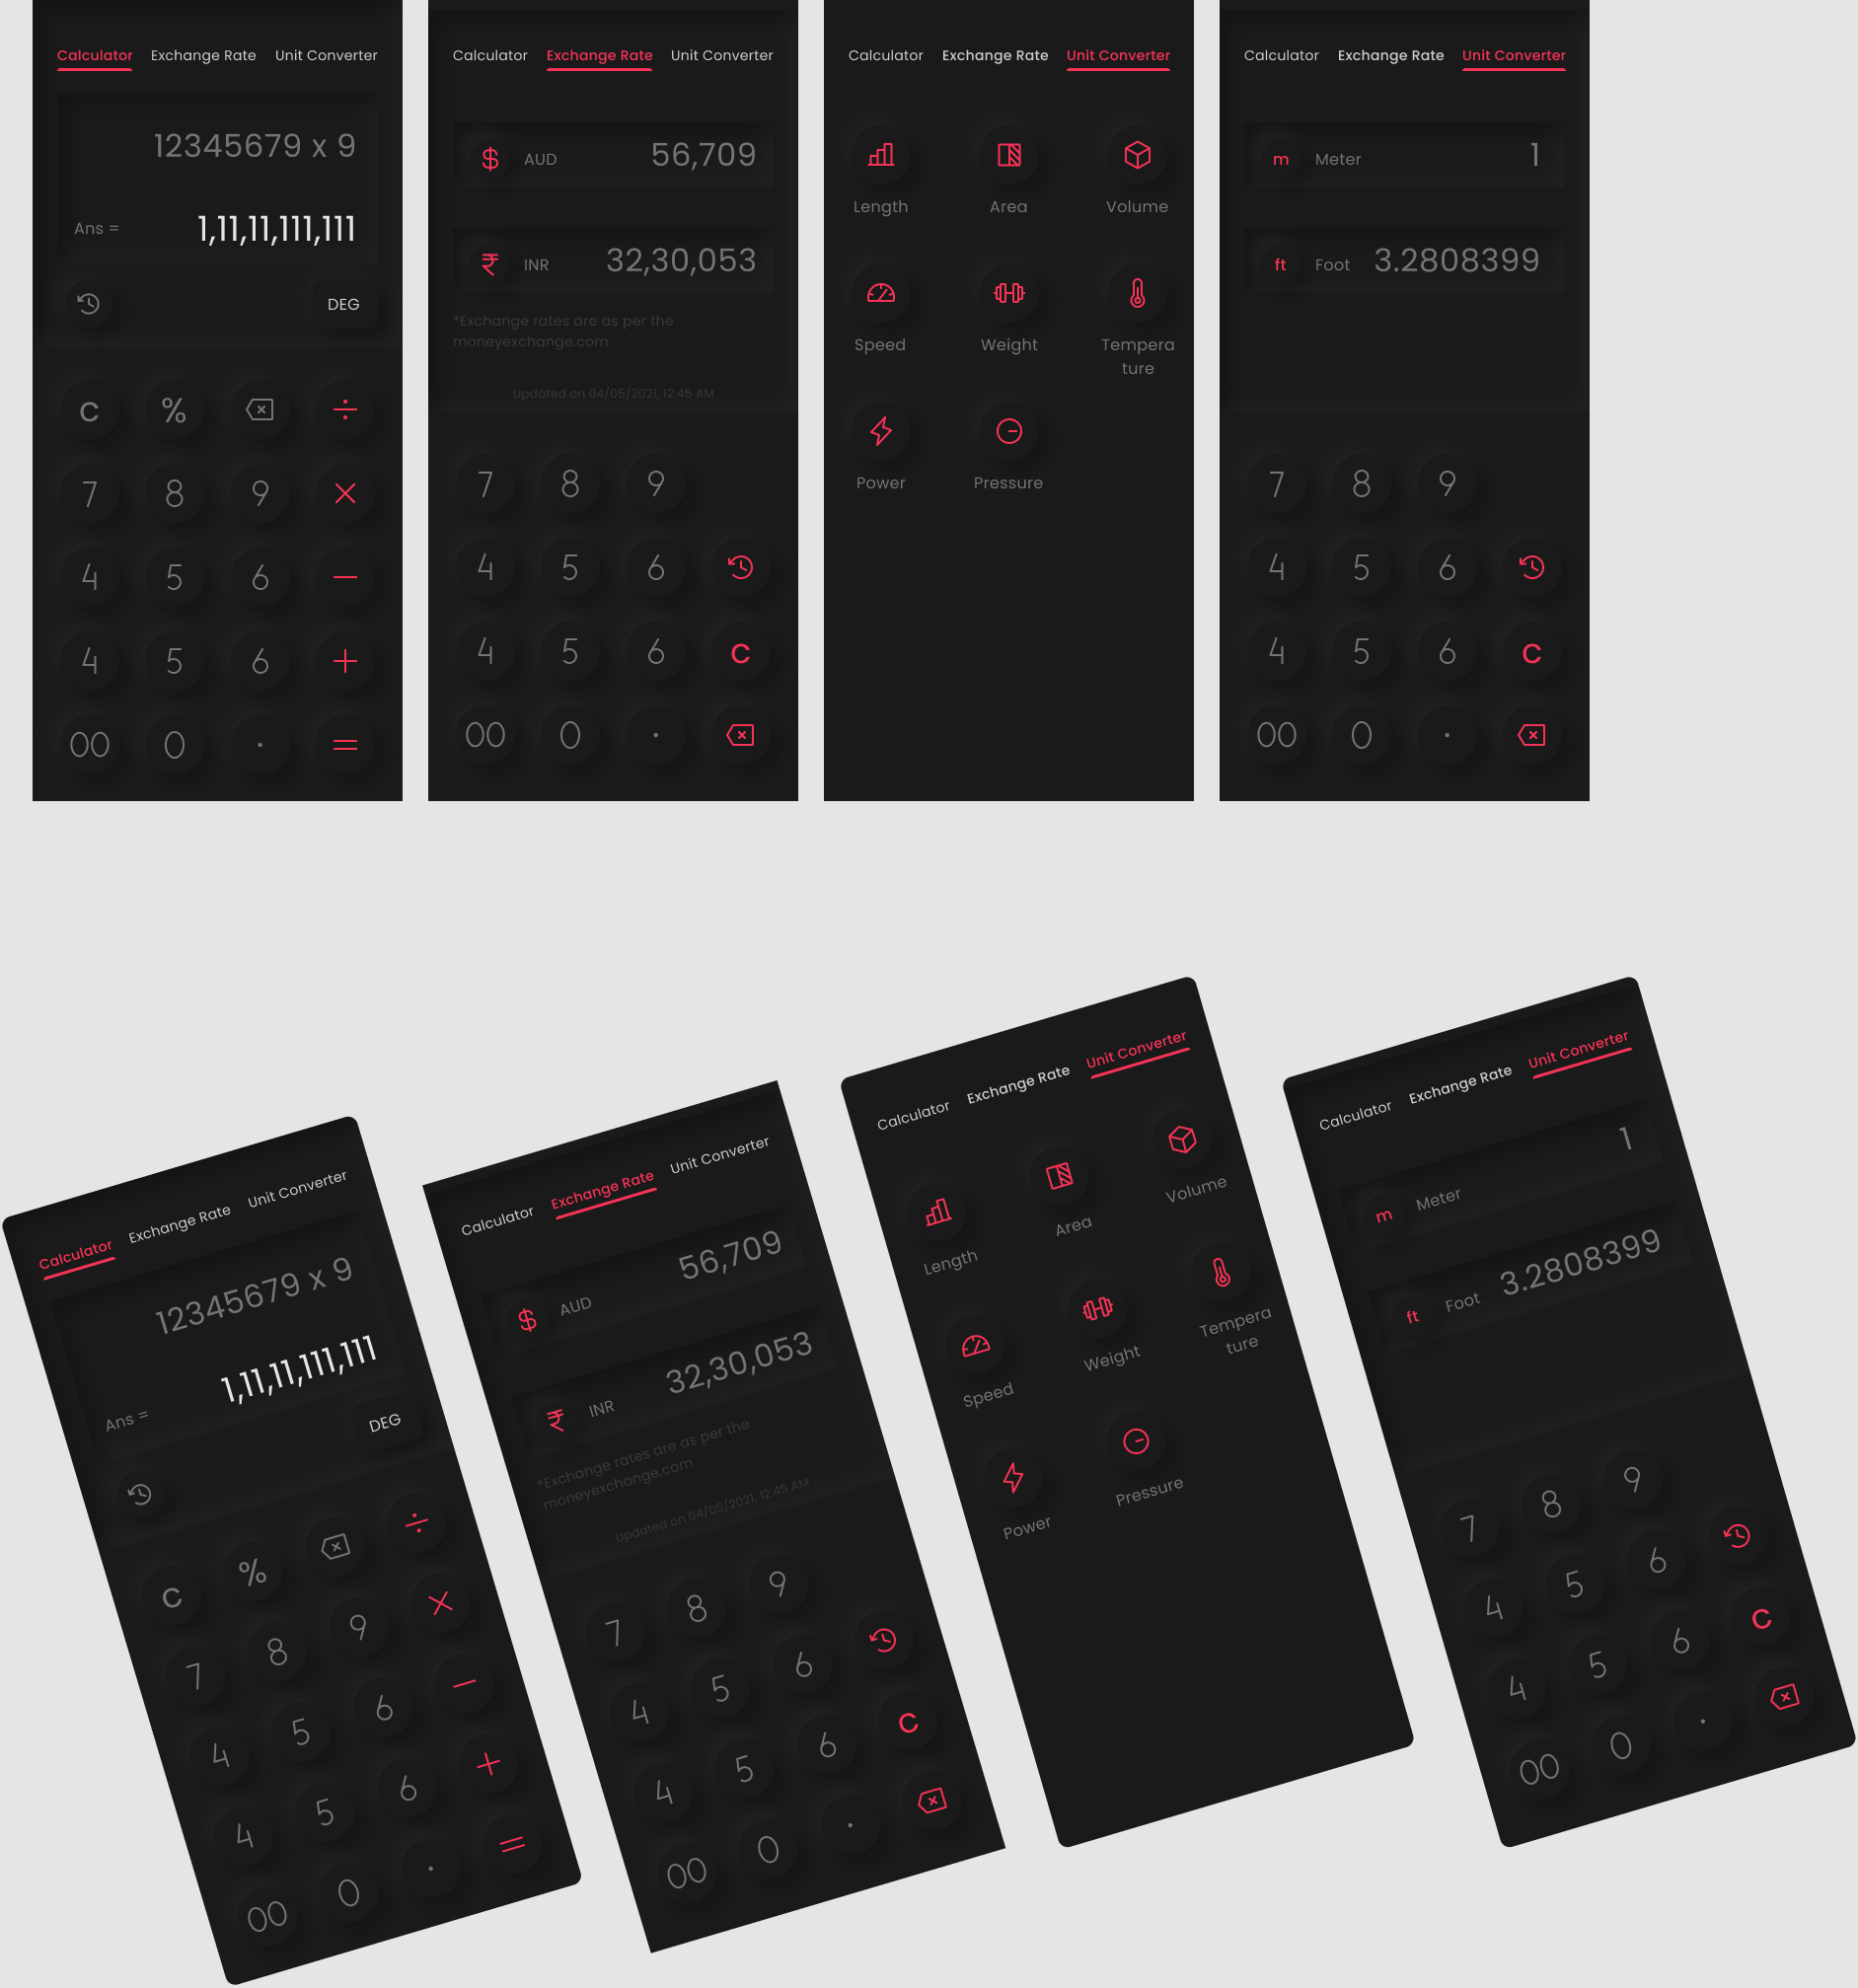 Calculator Exchange Rate Unit Converter
12345679 x 9
Ans = 1,11,11,111,111
DEG
C %
7 8 9
4 5 6
4 5 6
00 0 .
Calculator Exchange Rate Unit Converter
$ AUD 56,709
₹ INR 32,30,053
*Exchange rates are as per the
moneyexchange.com
Updated on 04/05/2021, 12:45 AM
7 8 9
4 5 6
4 5 6 C
00 0 .
Calculator Exchange Rate Unit Converter
Length Area Volume
Speed Weight Tempera
ture
Power Pressure
Calculator Exchange Rate Unit Converter
m Meter 1
ft Foot 3.2808399
7 8 9
4 5 6
4 5 6 C
00 0 .
Calculator Exchange Rate Unit Converter
12345679 x 9
Ans = 1,11,11,111,111
DEG
C %
7 8 9
4 5 6
4 5 6
00 0 .
Calculator Exchange Rate Unit Converter
$ AUD 56,709
₹ INR 32,30,053
*Exchange rates are as per the
moneyexchange.com
Updated on 04/05/2021, 12:45 AM
7 8 9
4 5 6
4 5 6 C
00 0 .
Calculator Exchange Rate Unit Converter
Length Area Volume
Speed Weight Tempera
ture
Power Pressure
Calculator Exchange Rate Unit Converter
m Meter 1
ft Foot 3.2808399
7 8 9
4 5 6
4 5 6 C
00 0 .